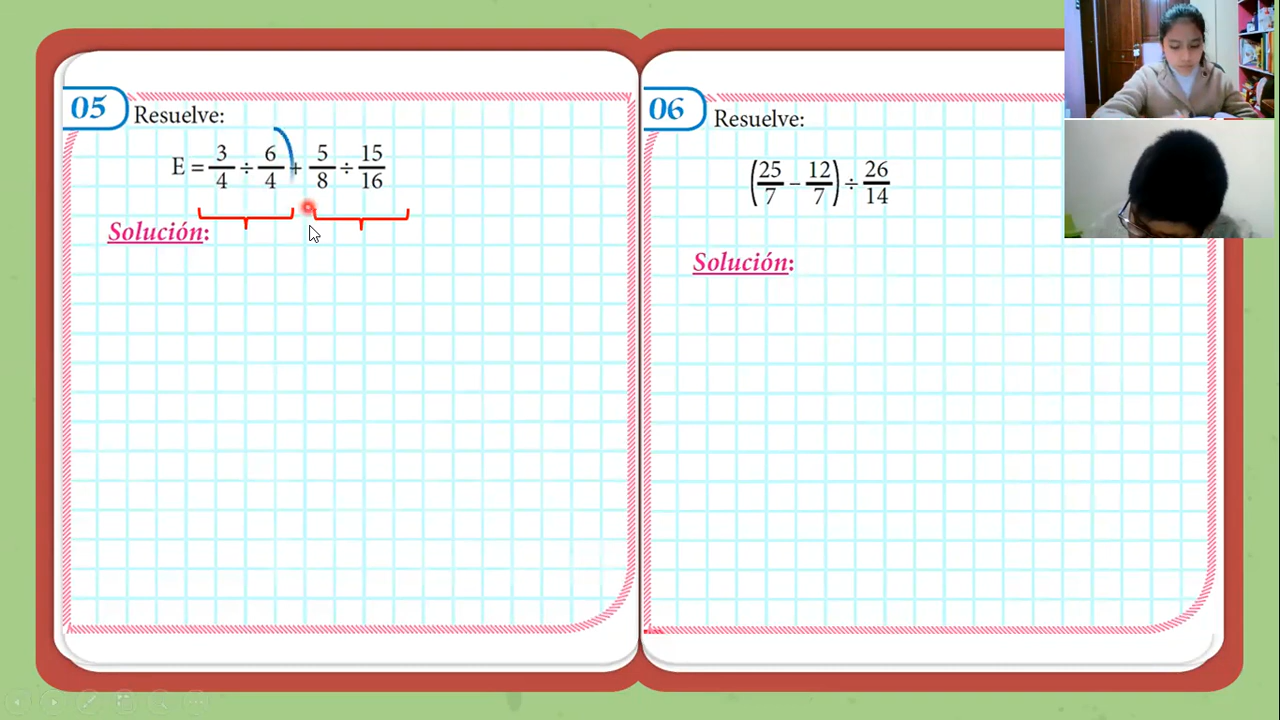 05 Resuelve:
E = 3/4 ÷ 6/4 + 5/8 ÷ 15/16
Solución:
06 Resuelve:
(25/7 − 12/7) ÷ 26/14
Solución: